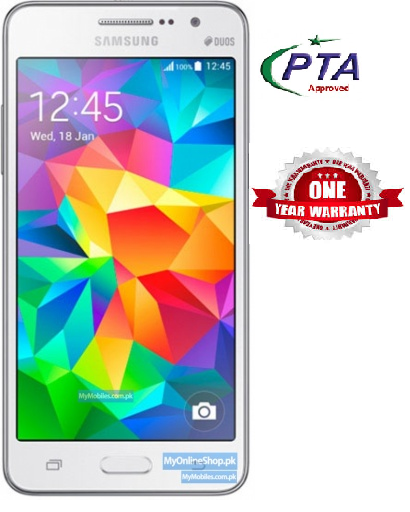 SAMSUNG
DUOS
100% 12:45
12:45
Wed, 18 Jan
MyMobiles.com.pk
MyOnlineShop.pk
MyMobiles.com.pk
PTA
Approved
ONE
YEAR WARRANTY